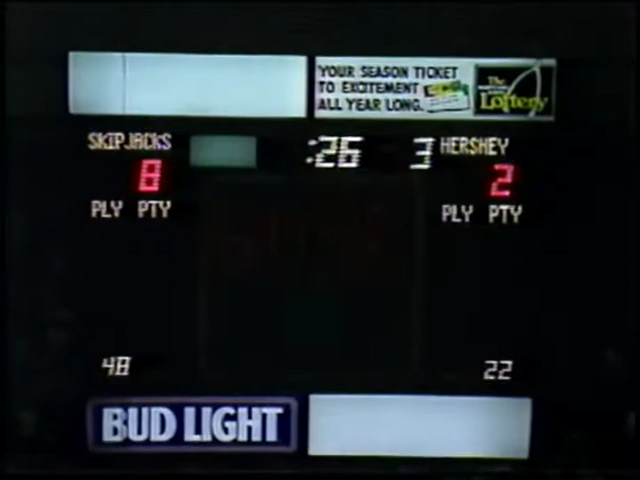 YOUR SEASON TICKET
TO EXCITEMENT
ALL YEAR LONG.
The
Lottery
SKIPJACKS
:26
3
HERSHEY
8
2
PLY PTY
PLY PTY
48
22
BUD LIGHT